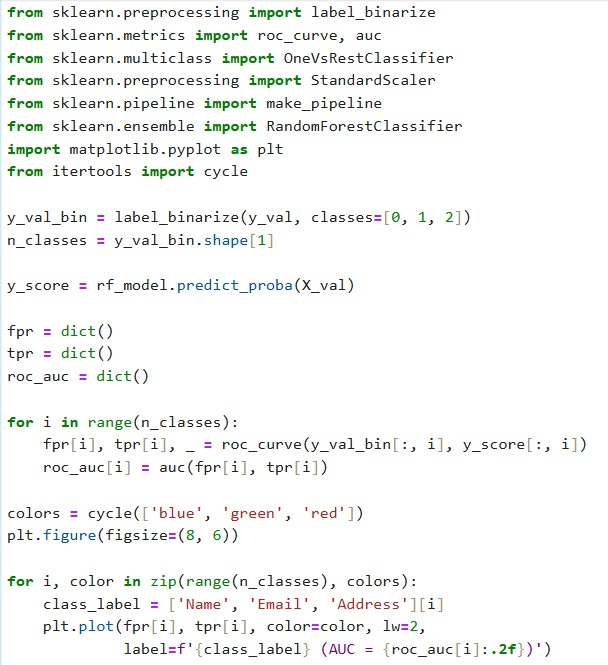 from sklearn.preprocessing import label_binarize
from sklearn.metrics import roc_curve, auc
from sklearn.multiclass import OneVsRestClassifier
from sklearn.preprocessing import StandardScaler
from sklearn.pipeline import make_pipeline
from sklearn.ensemble import RandomForestClassifier
import matplotlib.pyplot as plt
from itertools import cycle

y_val_bin = label_binarize(y_val, classes=[0, 1, 2])
n_classes = y_val_bin.shape[1]

y_score = rf_model.predict_proba(X_val)

fpr = dict()
tpr = dict()
roc_auc = dict()

for i in range(n_classes):
    fpr[i], tpr[i], _ = roc_curve(y_val_bin[:, i], y_score[:, i])
    roc_auc[i] = auc(fpr[i], tpr[i])

colors = cycle(['blue', 'green', 'red'])
plt.figure(figsize=(8, 6))

for i, color in zip(range(n_classes), colors):
    class_label = ['Name', 'Email', 'Address'][i]
    plt.plot(fpr[i], tpr[i], color=color, lw=2,
             label=f'{class_label} (AUC = {roc_auc[i]:.2f})')